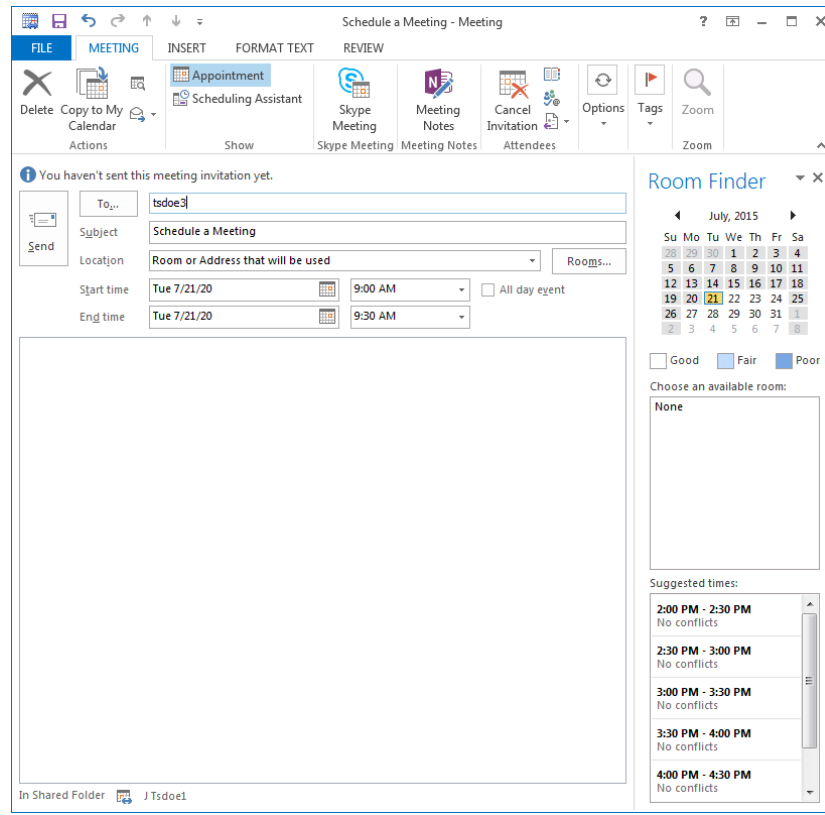 Schedule a Meeting - Meeting
?
FILE MEETING INSERT FORMAT TEXT REVIEW
Delete
Copy to My Calendar
Actions
Appointment
Scheduling Assistant
Show
Skype Meeting
Skype Meeting
Meeting Notes
Meeting Notes
Cancel Invitation
Attendees
Options
Tags
Zoom
Zoom
You haven't sent this meeting invitation yet.
Send
To... tsdoe3
Subject Schedule a Meeting
Location Room or Address that will be used Rooms...
Start time Tue 7/21/20 9:00 AM All day event
End time Tue 7/21/20 9:30 AM
In Shared Folder J Tsdoe1
Room Finder
July, 2015
Su Mo Tu We Th Fr Sa
28 29 30 1 2 3 4
5 6 7 8 9 10 11
12 13 14 15 16 17 18
19 20 21 22 23 24 25
26 27 28 29 30 31 1
2 3 4 5 6 7 8
Good Fair Poor
Choose an available room:
None
Suggested times:
2:00 PM - 2:30 PM
No conflicts
2:30 PM - 3:00 PM
No conflicts
3:00 PM - 3:30 PM
No conflicts
3:30 PM - 4:00 PM
No conflicts
4:00 PM - 4:30 PM
No conflicts